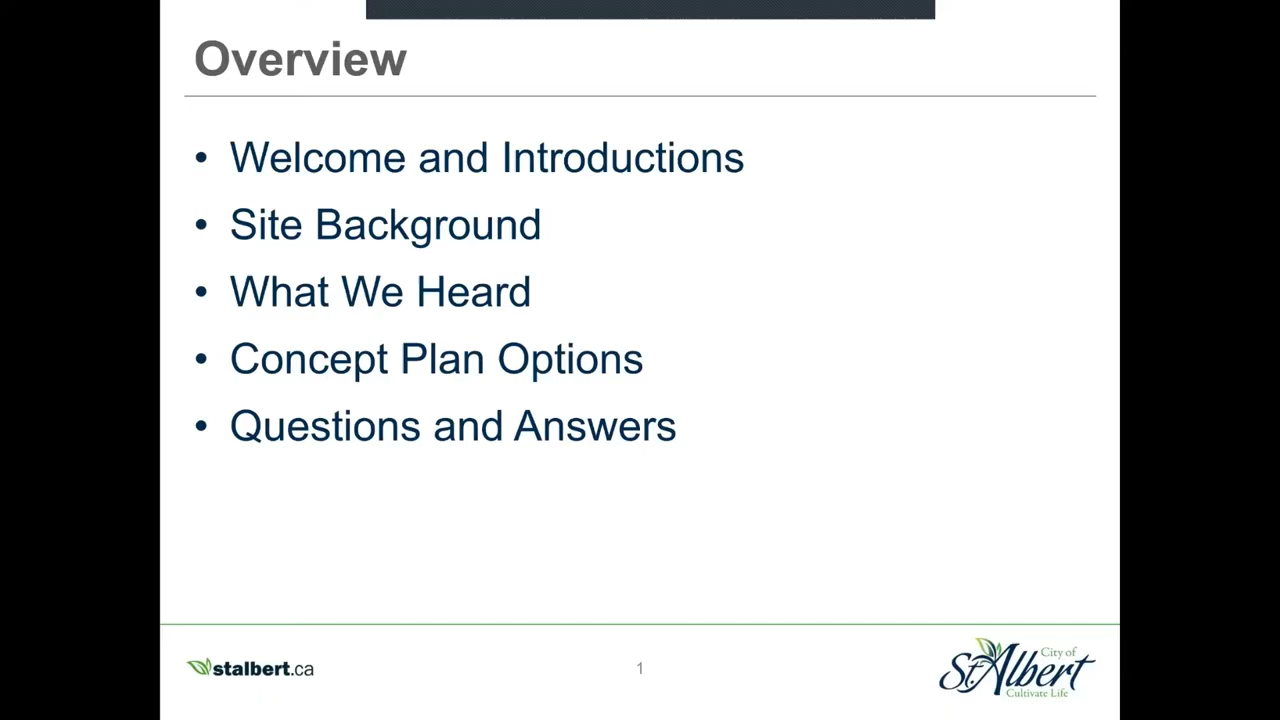 Overview
• Welcome and Introductions
• Site Background
• What We Heard
• Concept Plan Options
• Questions and Answers
stalbert.ca
1
City of
St. Albert
Cultivate Life